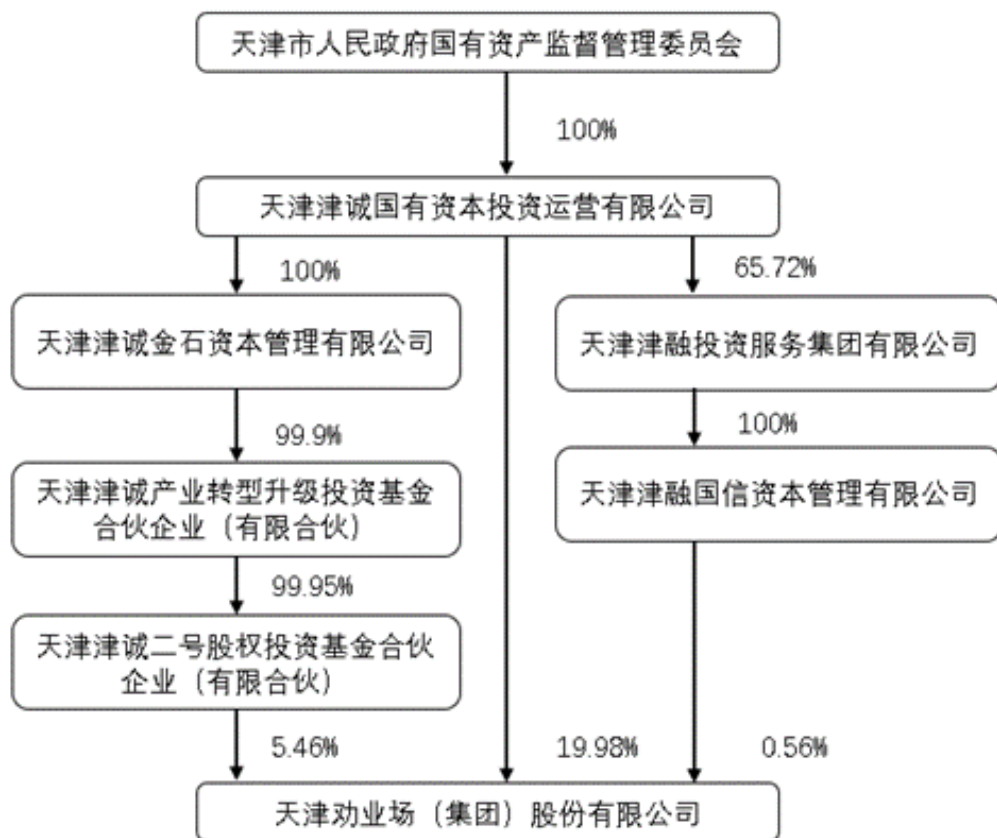 天津市人民政府国有资产监督管理委员会
100%
天津津诚国有资本投资运营有限公司
100%
65.72%
天津津诚金石资本管理有限公司
天津津融投资服务集团有限公司
99.9%
100%
天津津诚产业转型升级投资基金
合伙企业（有限合伙）
天津津融国信资本管理有限公司
99.95%
天津津诚二号股权投资基金合伙
企业（有限合伙）
5.46%
19.98%
0.56%
天津劝业场（集团）股份有限公司